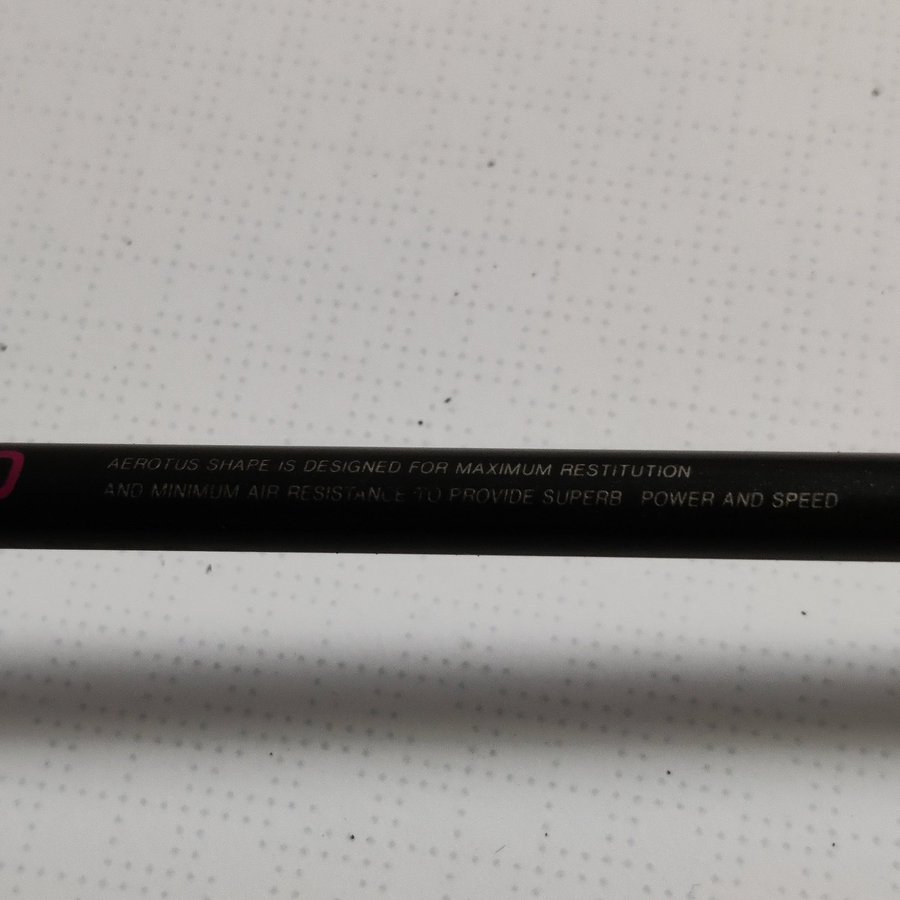 AEROTUS SHAPE IS DESIGNED FOR MAXIMUM RESTITUTION
AND MINIMUM AIR RESISTANCE TO PROVIDE SUPERB POWER AND SPEED